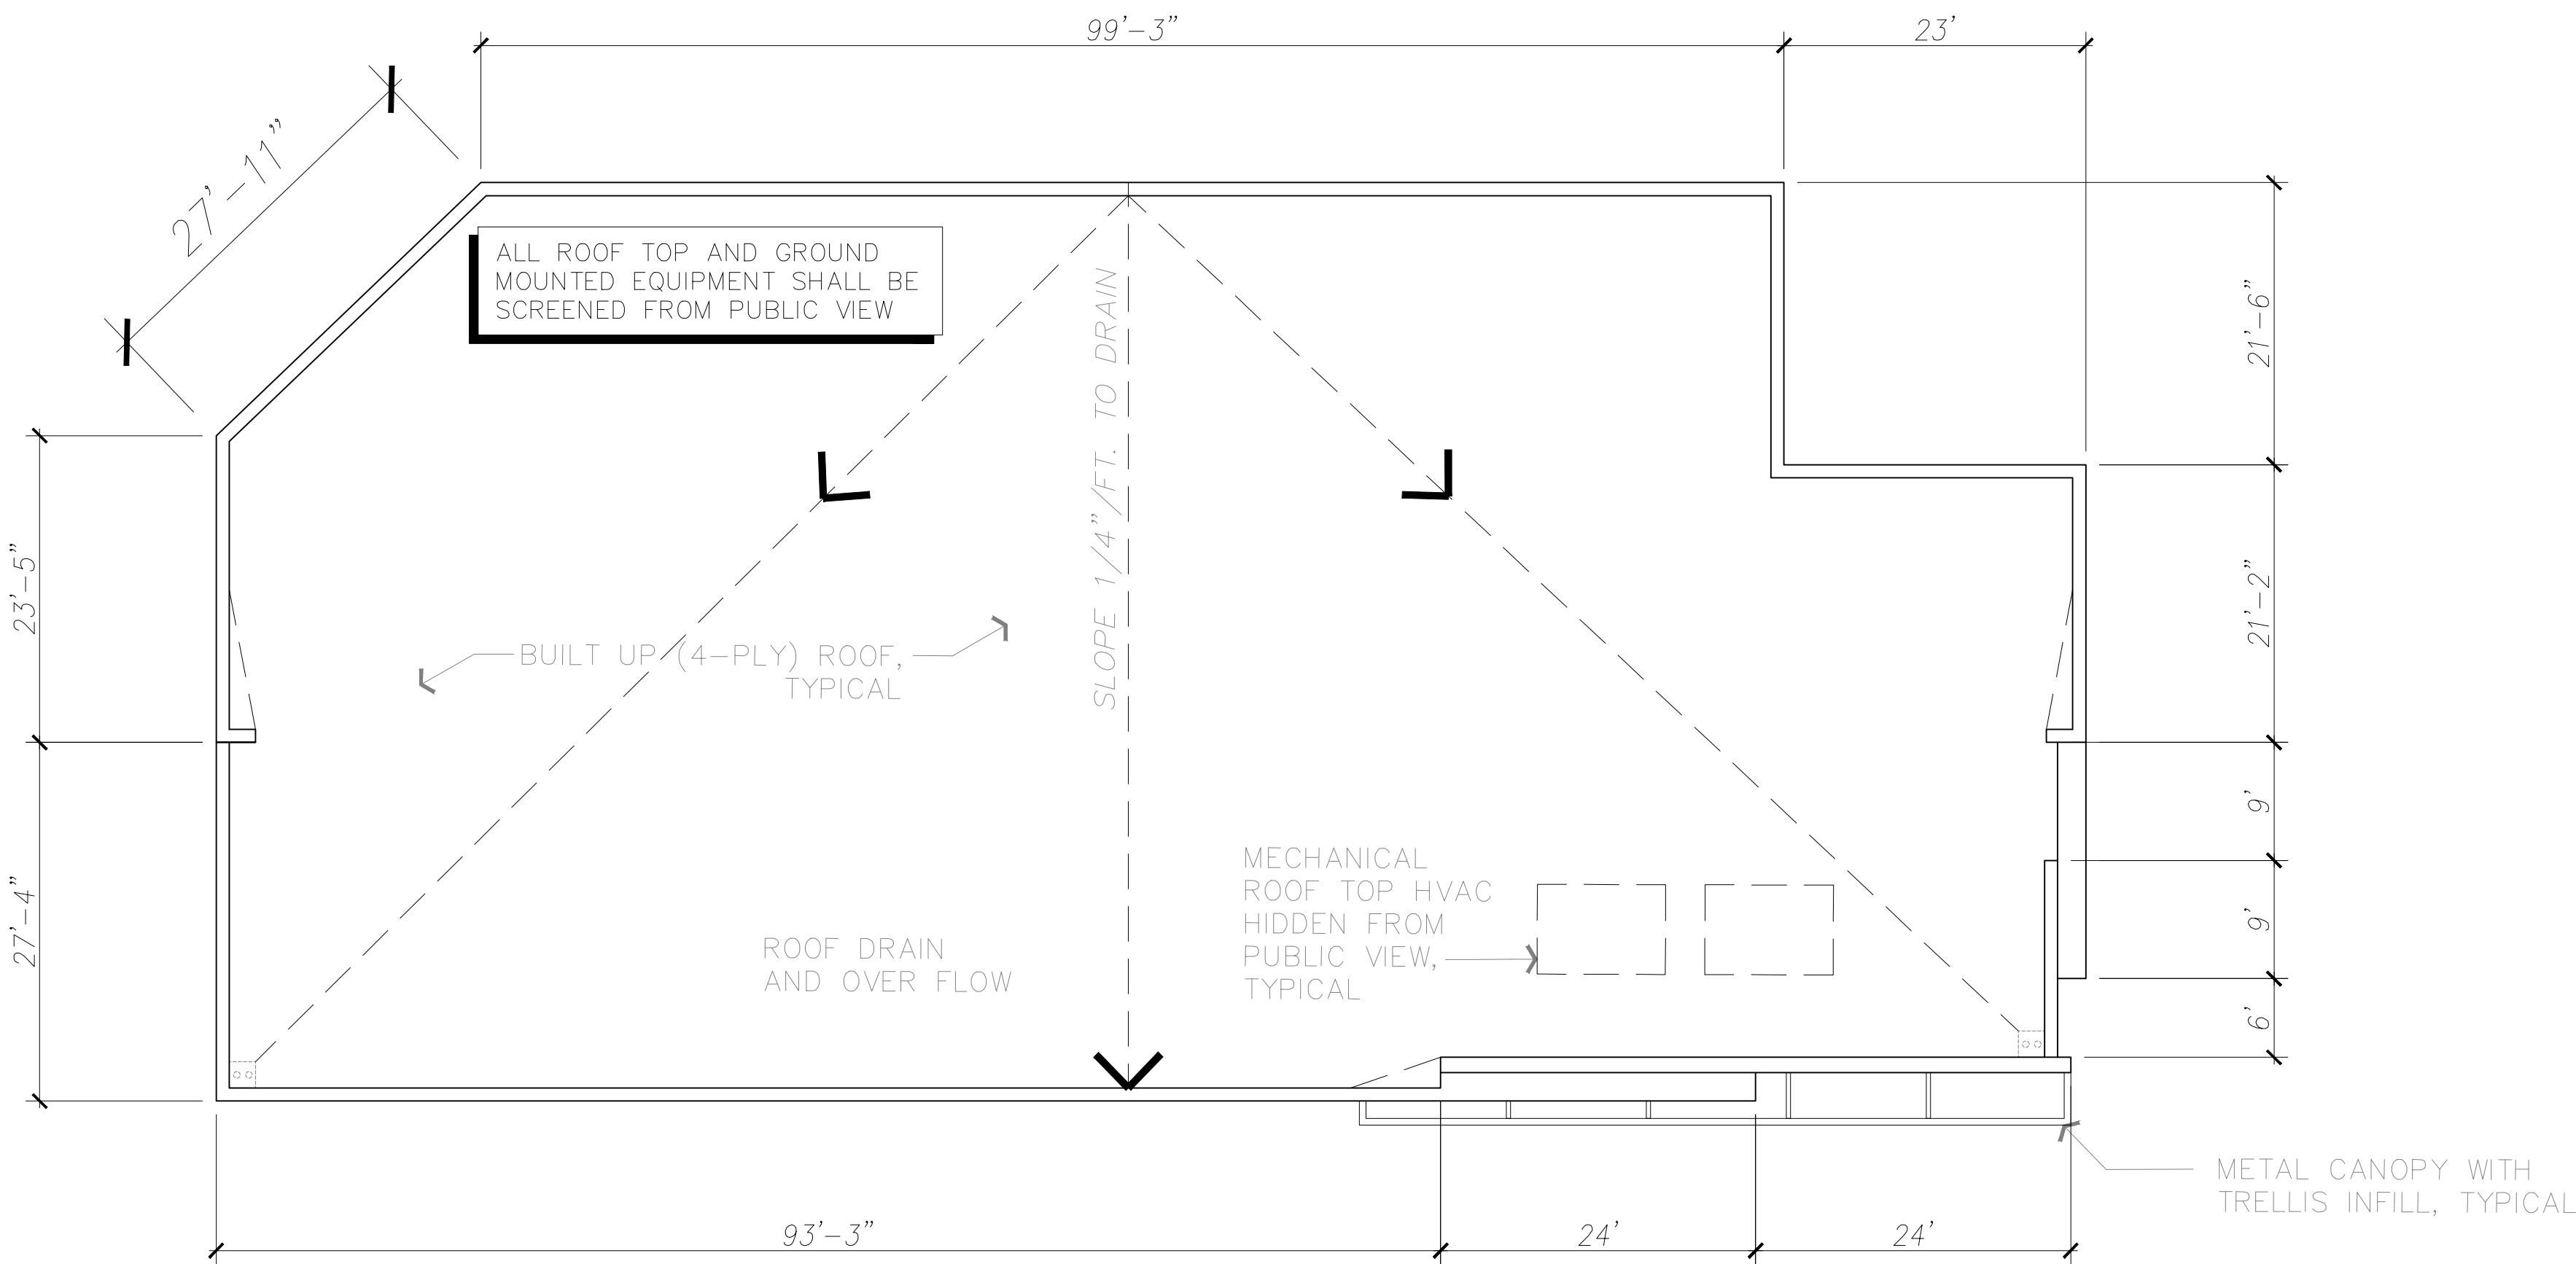 99'-3"
23'
27'-11"
ALL ROOF TOP AND GROUND
MOUNTED EQUIPMENT SHALL BE
SCREENED FROM PUBLIC VIEW
SLOPE 1/4"/FT. TO DRAIN
21'-6"
23'-5"
21'-2"
BUILT UP (4-PLY) ROOF,
TYPICAL
9'
MECHANICAL
ROOF TOP HVAC
HIDDEN FROM
PUBLIC VIEW,
TYPICAL
27'-4"
9'
ROOF DRAIN
AND OVER FLOW
6'
METAL CANOPY WITH
TRELLIS INFILL, TYPICAL
93'-3"
24'
24'